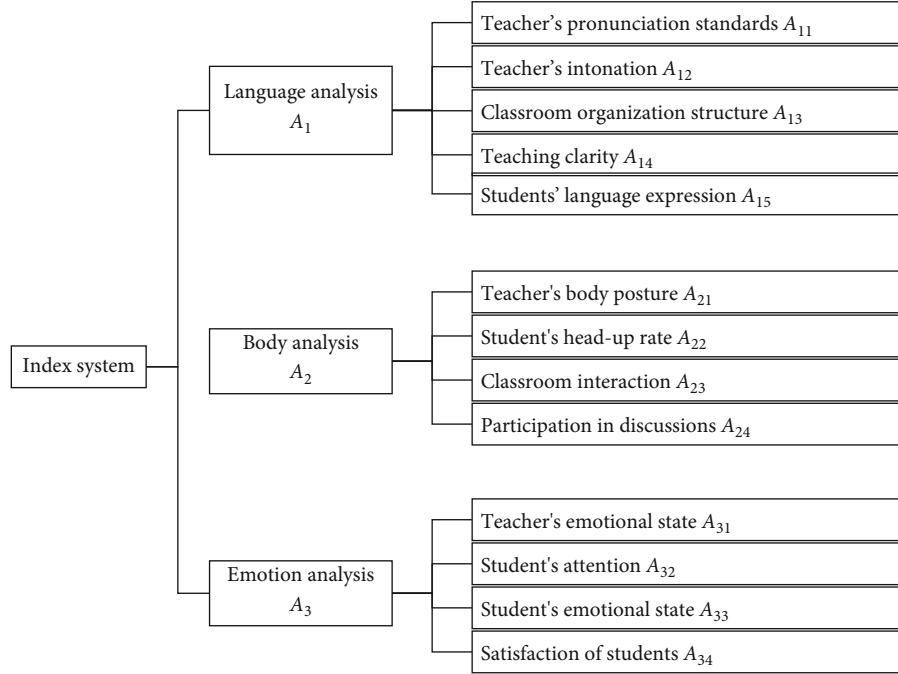 Index system
Language analysis
A₁
Teacher’s pronunciation standards A₁₁
Teacher’s intonation A₁₂
Classroom organization structure A₁₃
Teaching clarity A₁₄
Students’ language expression A₁₅
Body analysis
A₂
Teacher's body posture A₂₁
Student's head-up rate A₂₂
Classroom interaction A₂₃
Participation in discussions A₂₄
Emotion analysis
A₃
Teacher's emotional state A₃₁
Student's attention A₃₂
Student's emotional state A₃₃
Satisfaction of students A₃₄